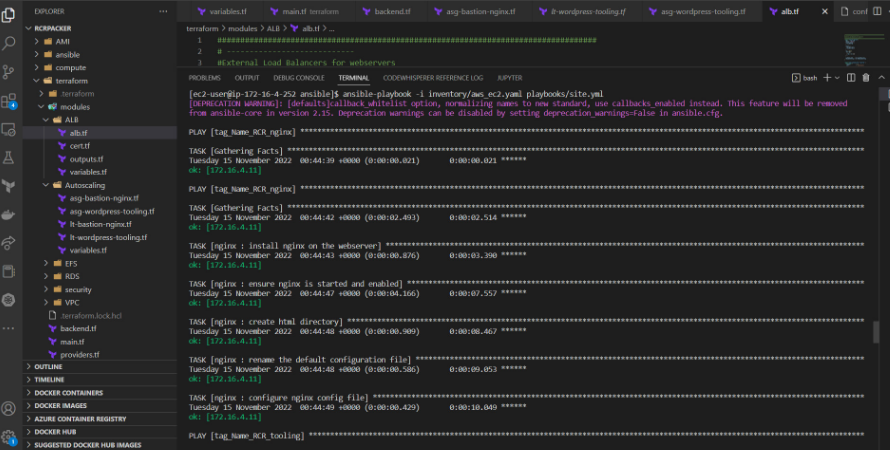 EXPLORER
RCRPACKER
AMI
ansible
compute
terraform
.terraform
modules
ALB
alb.tf
cert.tf
outputs.tf
variables.tf
Autoscaling
asg-bastion-nginx.tf
asg-wordpress-tooling.tf
lt-bastion-nginx.tf
lt-wordpress-tooling.tf
variables.tf
EFS
RDS
security
VPC
.terraform.lock.hcl
backend.tf
main.tf
providers.tf
OUTLINE
TIMELINE
DOCKER CONTAINERS
DOCKER IMAGES
AZURE CONTAINER REGISTRY
DOCKER HUB
SUGGESTED DOCKER HUB IMAGES
variables.tf main.tf terraform backend.tf asg-bastion-nginx.tf lt-wordpress-tooling.tf asg-wordpress-tooling.tf alb.tf conf
terraform > modules > ALB > alb.tf > ...
1 ####################################################################################
2 # ----------------------------
3 #External Load Balancers for webservers
PROBLEMS OUTPUT DEBUG CONSOLE TERMINAL CODEWHISPERER REFERENCE LOG JUPYTER bash
[ec2-user@ip-172-16-4-252 ansible]$ ansible-playbook -i inventory/aws_ec2.yaml playbooks/site.yml
[DEPRECATION WARNING]: [defaults]callback_whitelist option, normalizing names to new standard, use callbacks_enabled instead. This feature will be removed
from ansible-core in version 2.15. Deprecation warnings can be disabled by setting deprecation_warnings=False in ansible.cfg.
PLAY [tag_Name_RCR_nginx] ****************************************************************************************************************************
TASK [Gathering Facts] *******************************************************************************************************************************
Tuesday 15 November 2022 00:44:39 +0000 (0:00:00.021) 0:00:00.021 ******
ok: [172.16.4.11]
PLAY [tag_Name_RCR_nginx] ****************************************************************************************************************************
TASK [Gathering Facts] *******************************************************************************************************************************
Tuesday 15 November 2022 00:44:42 +0000 (0:00:02.493) 0:00:02.514 ******
ok: [172.16.4.11]
TASK [nginx : install nginx on the webserver] ********************************************************************************************************
Tuesday 15 November 2022 00:44:43 +0000 (0:00:00.876) 0:00:03.390 ******
ok: [172.16.4.11]
TASK [nginx : ensure nginx is started and enabled] ***************************************************************************************************
Tuesday 15 November 2022 00:44:47 +0000 (0:00:04.166) 0:00:07.557 ******
ok: [172.16.4.11]
TASK [nginx : create html directory] *****************************************************************************************************************
Tuesday 15 November 2022 00:44:48 +0000 (0:00:00.909) 0:00:08.467 ******
ok: [172.16.4.11]
TASK [nginx : rename the default configuration file] *************************************************************************************************
Tuesday 15 November 2022 00:44:48 +0000 (0:00:00.586) 0:00:09.053 ******
ok: [172.16.4.11]
TASK [nginx : configure nginx config file] ***********************************************************************************************************
Tuesday 15 November 2022 00:44:49 +0000 (0:00:00.429) 0:00:10.049 ******
ok: [172.16.4.11]
PLAY [tag_Name_RCR_tooling] **************************************************************************************************************************